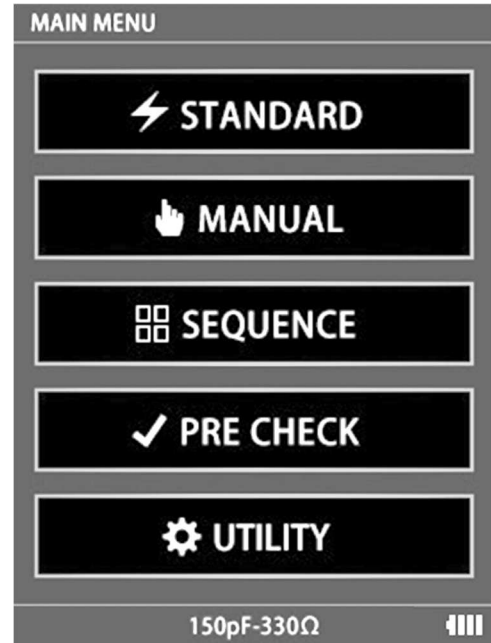 MAIN MENU
STANDARD
MANUAL
SEQUENCE
PRE CHECK
UTILITY
150pF-330Ω